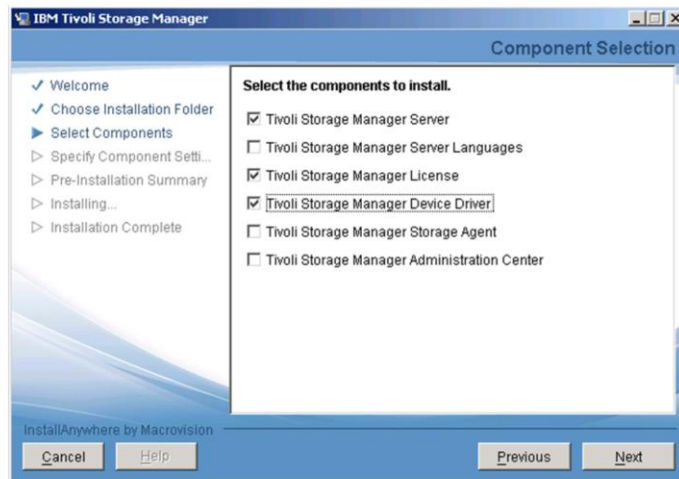 IBM Tivoli Storage Manager
Component Selection
Welcome
Choose Installation Folder
Select Components
Specify Component Setti...
Pre-Installation Summary
Installing...
Installation Complete
Select the components to install.
Tivoli Storage Manager Server
Tivoli Storage Manager Server Languages
Tivoli Storage Manager License
Tivoli Storage Manager Device Driver
Tivoli Storage Manager Storage Agent
Tivoli Storage Manager Administration Center
InstallAnywhere by Macrovision
Cancel
Help
Previous
Next